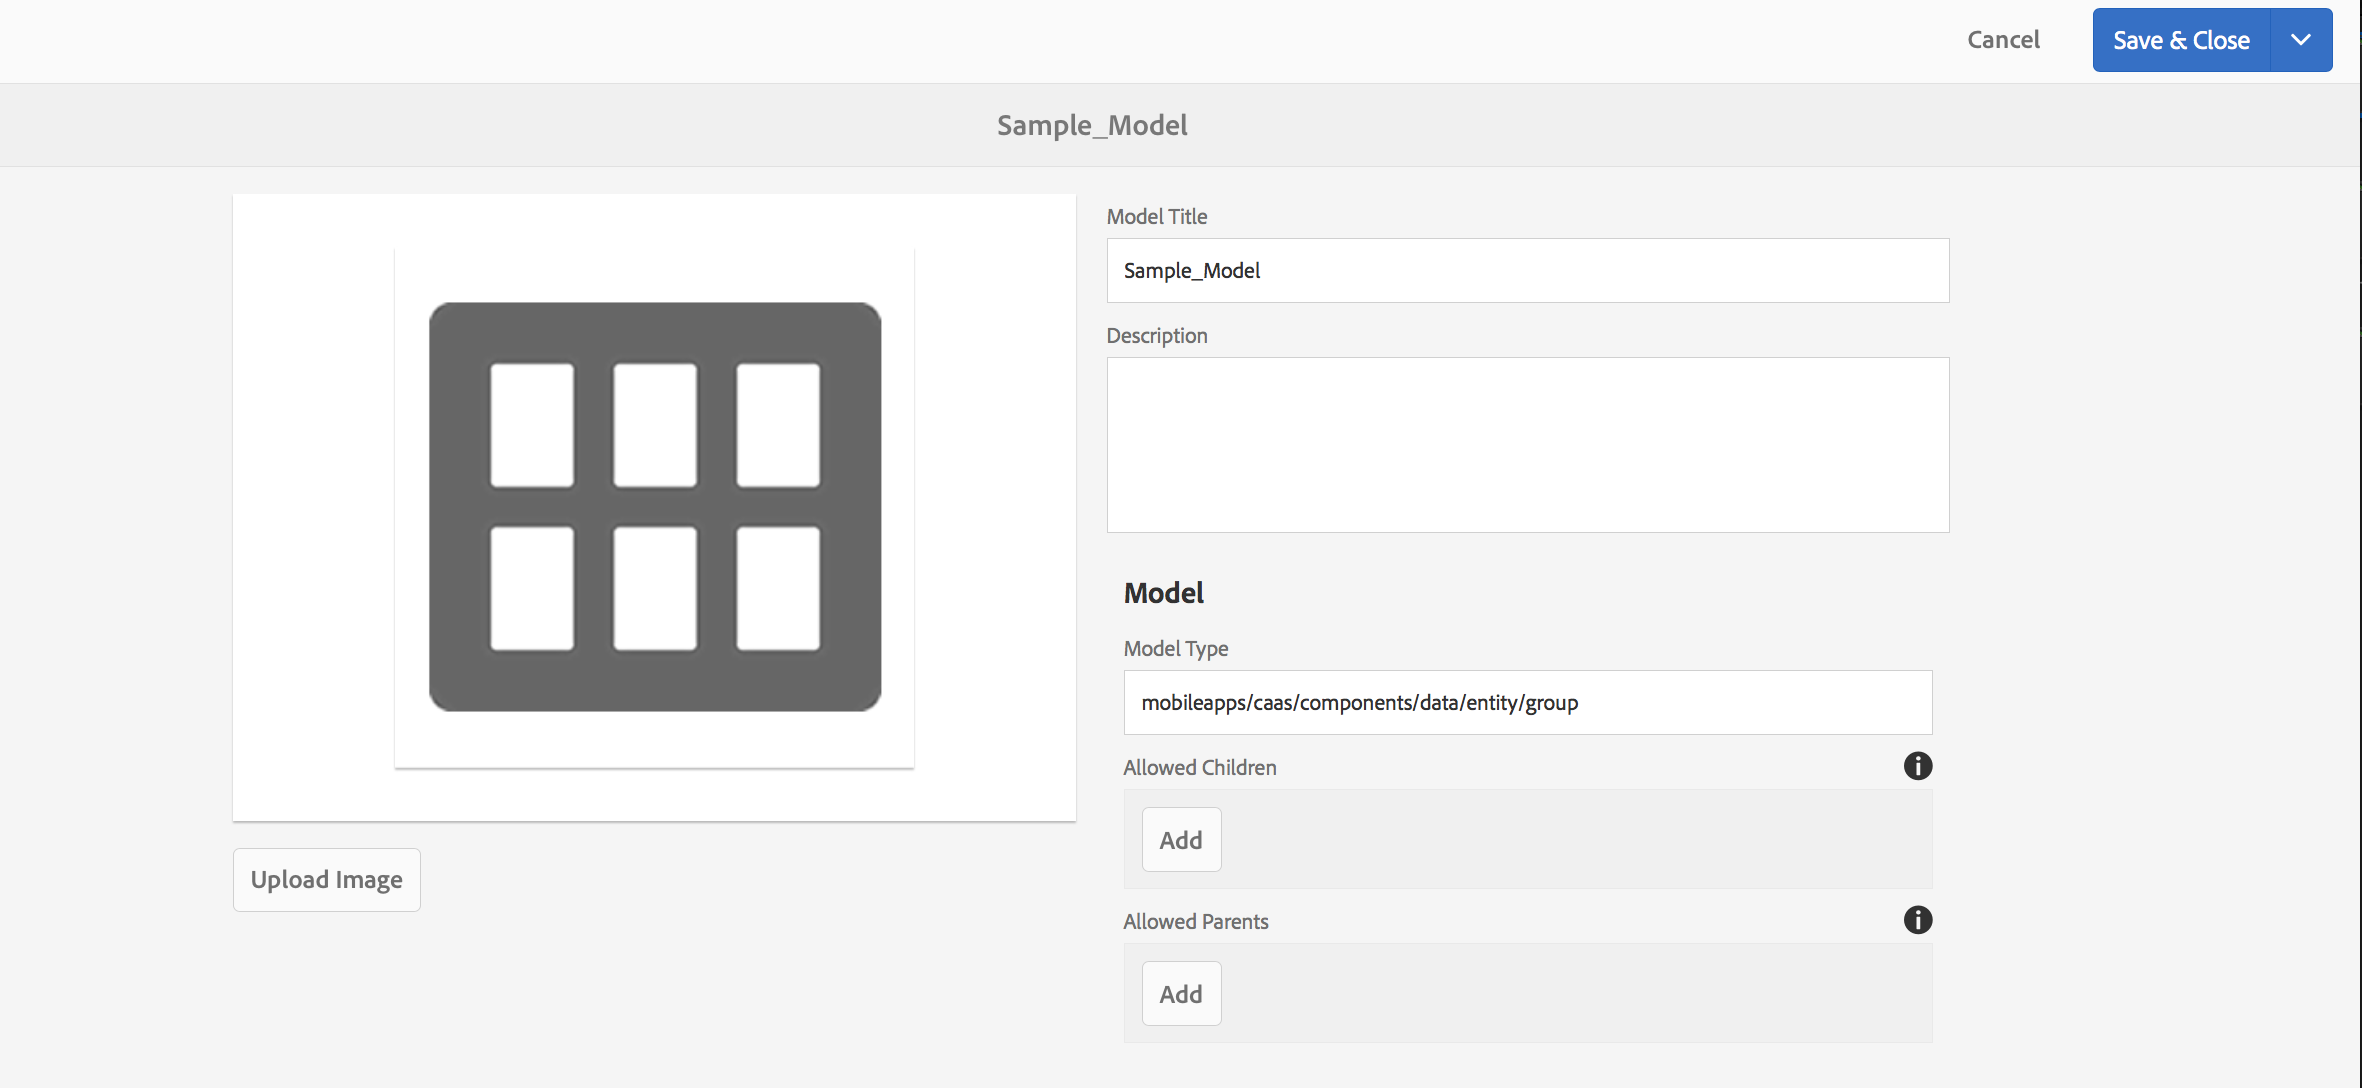 Cancel
Save & Close
Sample_Model
Model Title
Sample_Model
Description
Model
Model Type
mobileapps/caas/components/data/entity/group
Allowed Children
Add
Upload Image
Allowed Parents
Add